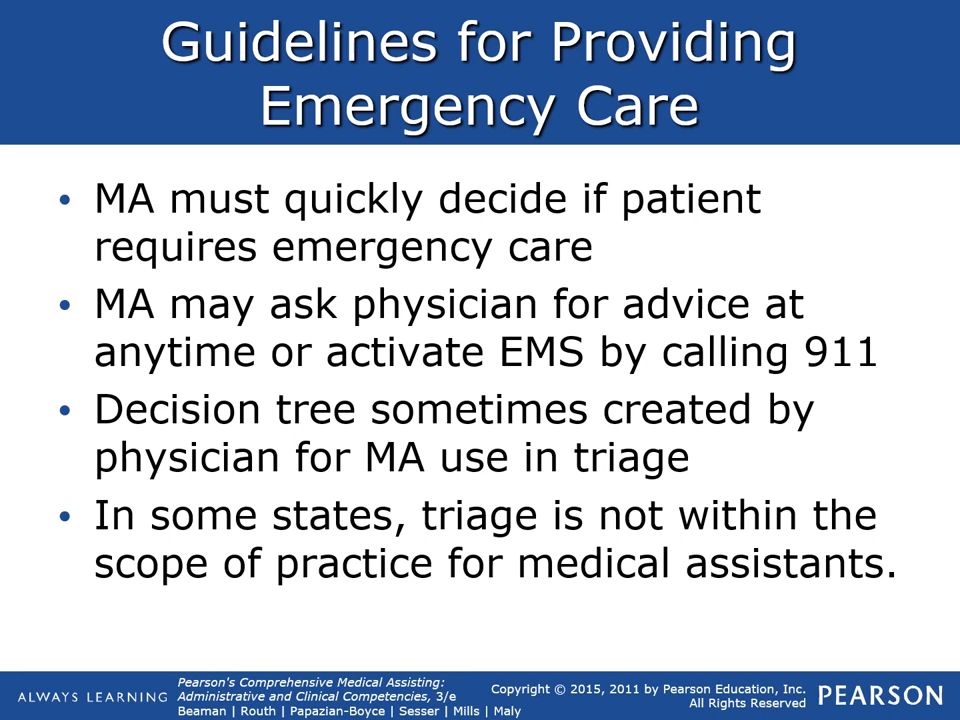 Guidelines for Providing
Emergency Care
• MA must quickly decide if patient
requires emergency care
• MA may ask physician for advice at
anytime or activate EMS by calling 911
• Decision tree sometimes created by
physician for MA use in triage
• In some states, triage is not within the
scope of practice for medical assistants.
ALWAYS LEARNING
Pearson's Comprehensive Medical Assisting:
Administrative and Clinical Competencies, 3/e
Beaman | Routh | Papazian-Boyce | Sesser | Mills | Maly
Copyright © 2015, 2011 by Pearson Education, Inc.
All Rights Reserved
PEARSON